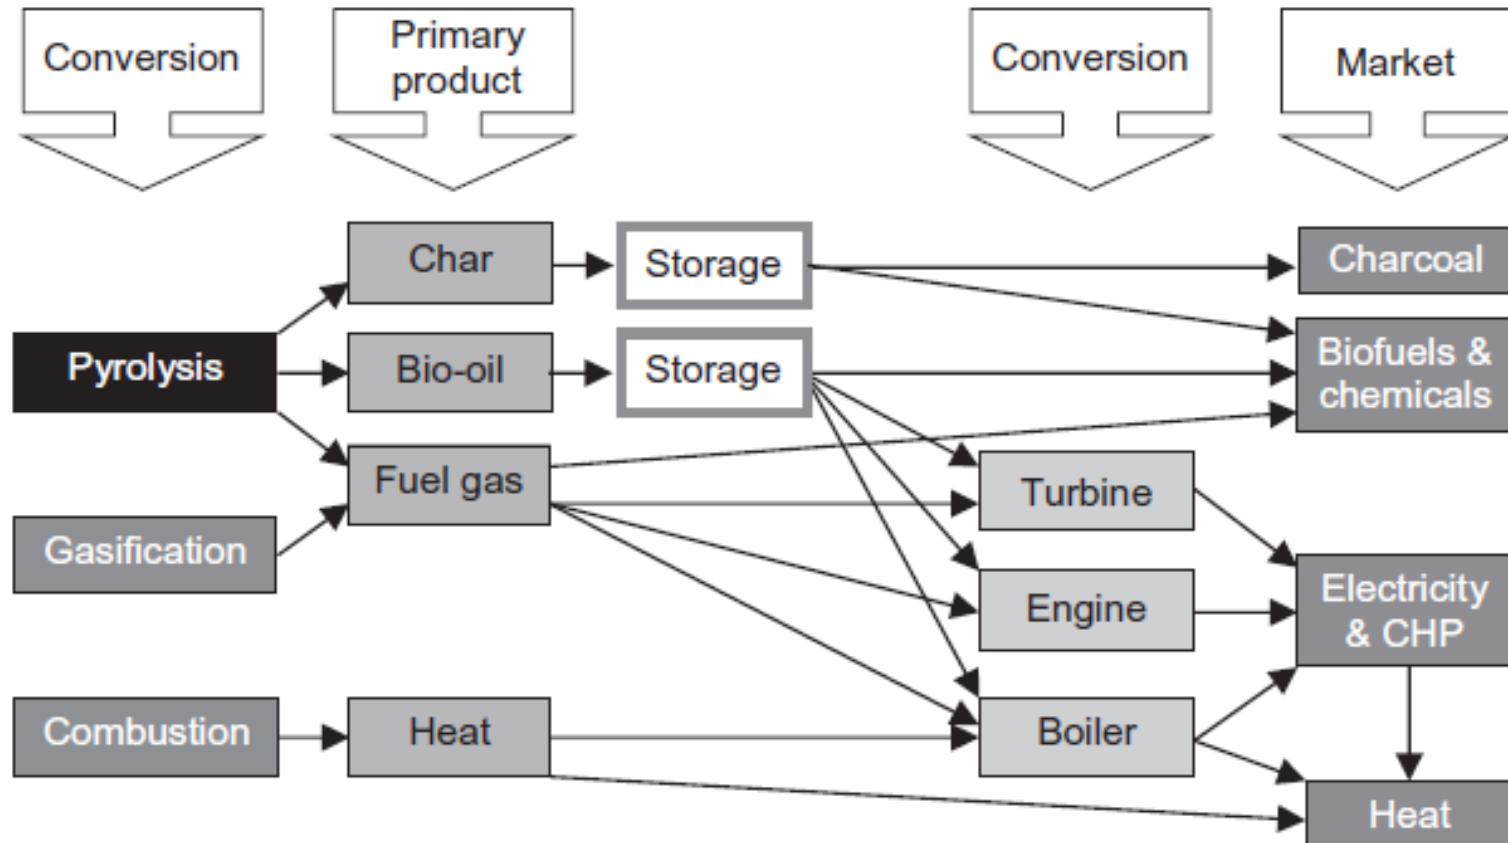 Conversion
Primary
product
Conversion
Market
Char
Storage
Charcoal
Pyrolysis
Bio-oil
Storage
Biofuels &
chemicals
Fuel gas
Turbine
Gasification
Engine
Electricity
& CHP
Combustion
Heat
Boiler
Heat